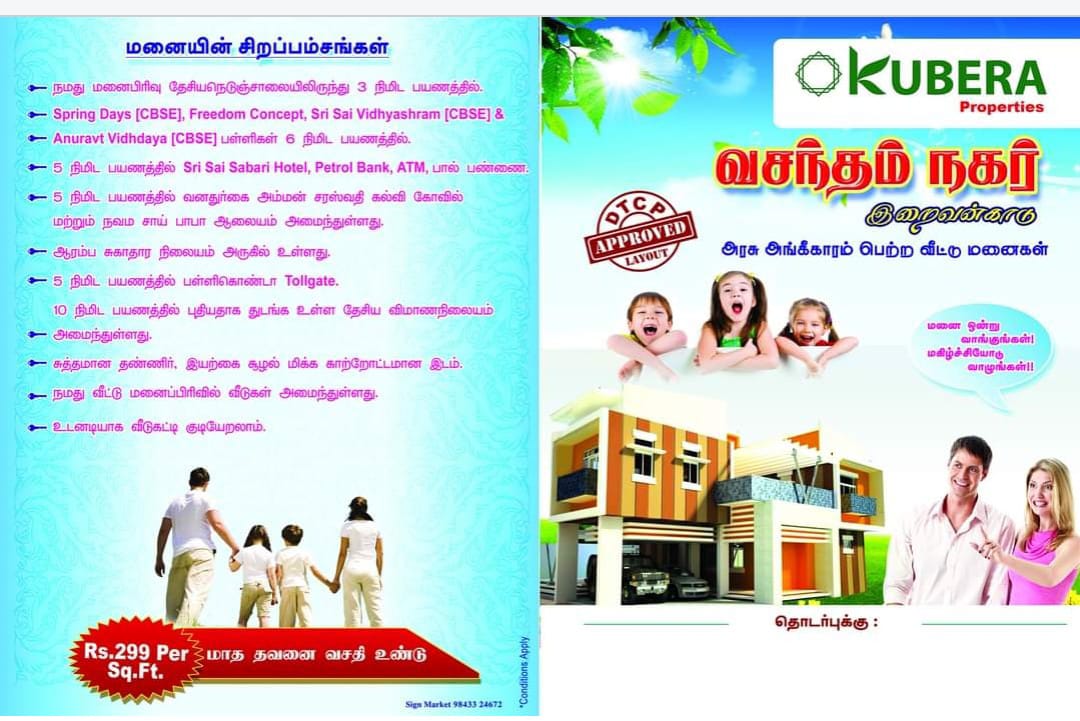 மனையின் சிறப்பம்சங்கள்
நமது மனைபிரிவு தேசியநெடுஞ்சாலையிலிருந்து 3 நிமிட பயணத்தில்.
Spring Days [CBSE], Freedom Concept, Sri Sai Vidhyashram [CBSE] &
Anuravt Vidhdaya [CBSE] பள்ளிகள் 6 நிமிட பயணத்தில்.
5 நிமிட பயணத்தில் Sri Sai Sabari Hotel, Petrol Bank, ATM, பால் பண்ணை.
5 நிமிட பயணத்தில் வனதுர்கை அம்மன் சரஸ்வதி கல்வி கோவில்
மற்றும் நவம சாய் பாபா ஆலையம் அமைந்துள்ளது.
ஆரம்ப சுகாதார நிலையம் அருகில் உள்ளது.
5 நிமிட பயணத்தில் பள்ளிகொண்டா Tollgate.
10 நிமிட பயணத்தில் புதியதாக துடங்க உள்ள தேசிய விமாணநிலையம்
அமைந்துள்ளது.
சுத்தமான தண்ணிர், இயற்கை சூழல் மிக்க காற்றோட்டமான இடம்.
நமது வீட்டு மனைப்பிரிவில் வீடுகள் அமைந்துள்ளது.
உடனடியாக வீடுகட்டி குடியேறலாம்.
Rs.299 Per
Sq.Ft.
மாத தவனை வசதி உண்டு
*Conditions Apply
Sign Market 98433 24672
KUBERA
Properties
வசந்தம் நகர்
இறைவன்காடு
DTCP
APPROVED
LAYOUT
அரசு அங்கீகாரம் பெற்ற வீட்டு மனைகள்
மனை ஒன்று
வாங்குங்கள்!
மகிழ்ச்சியோடு
வாழுங்கள்!!
தொடர்புக்கு :